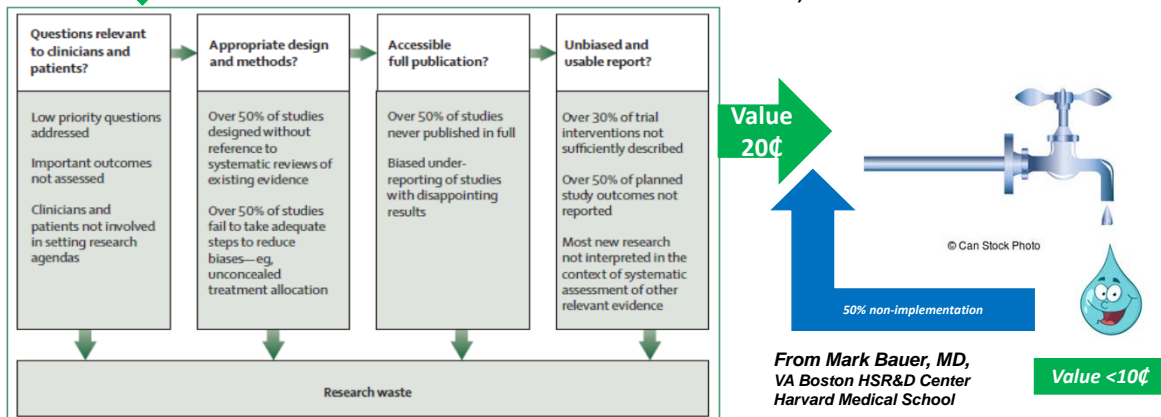 Questions relevant
to clinicians and
patients?
Low priority questions
addressed
Important outcomes
not assessed
Clinicians and
patients not involved
in setting research
agendas
Appropriate design
and methods?
Over 50% of studies
designed without
reference to
systematic reviews of
existing evidence
Over 50% of studies
fail to take adequate
steps to reduce
biases—eg,
unconcealed
treatment allocation
Accessible
full publication?
Over 50% of studies
never published in full
Biased under-
reporting of studies
with disappointing
results
Unbiased and
usable report?
Over 30% of trial
interventions not
sufficiently described
Over 50% of planned
study outcomes not
reported
Most new research
not interpreted in the
context of systematic
assessment of other
relevant evidence
Research waste
Value
20₵
© Can Stock Photo
50% non-implementation
From Mark Bauer, MD,
VA Boston HSR&D Center
Harvard Medical School
Value <10₵